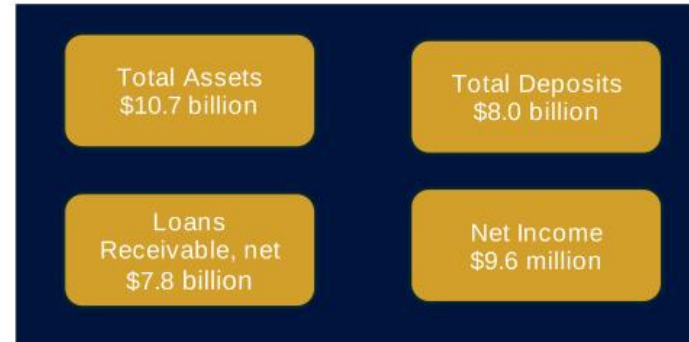 Total Assets
$10.7 billion
Total Deposits
$8.0 billion
Loans
Receivable, net
$7.8 billion
Net Income
$9.6 million